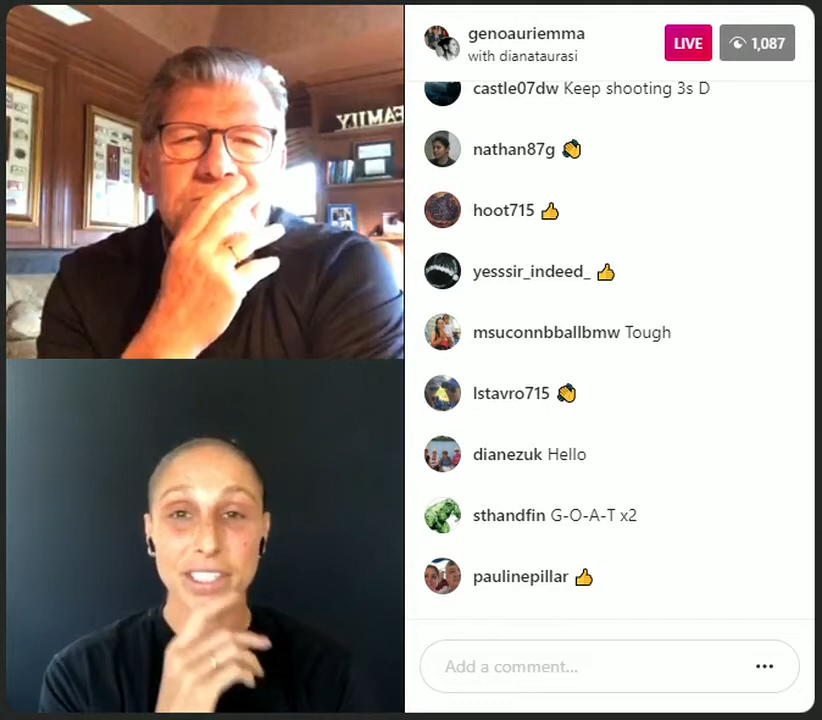 FAMILY
genoauriemma
with dianataurasi
LIVE
1,087
castle07dw Keep shooting 3s D
nathan87g 👏
hoot715 👍
yesssir_indeed_ 👍
msuconnbballbmw Tough
lstavro715 👏
dianezuk Hello
sthandfin G-O-A-T x2
paulinepillar 👍
Add a comment...